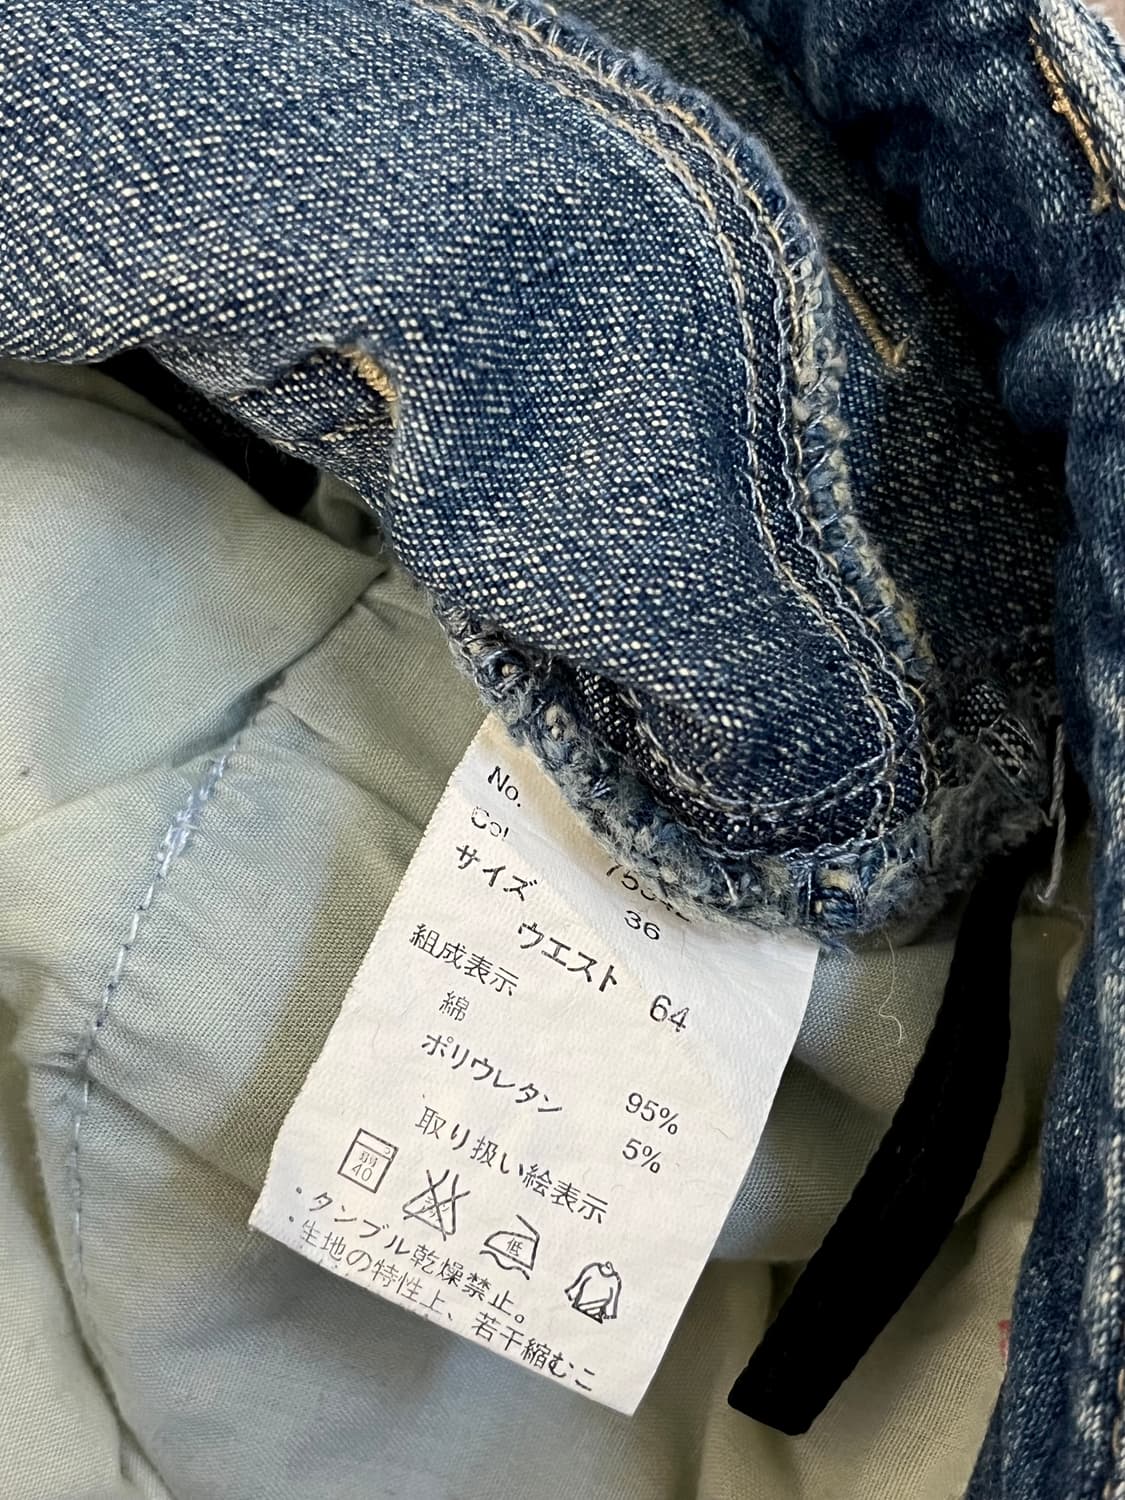 No.
Col
サイズ 36
ウエスト 64
組成表示
綿 95%
ポリウレタン 5%
取り扱い絵表示
弱 40 低
・タンブル乾燥禁止。
・生地の特性上、若干縮むこ